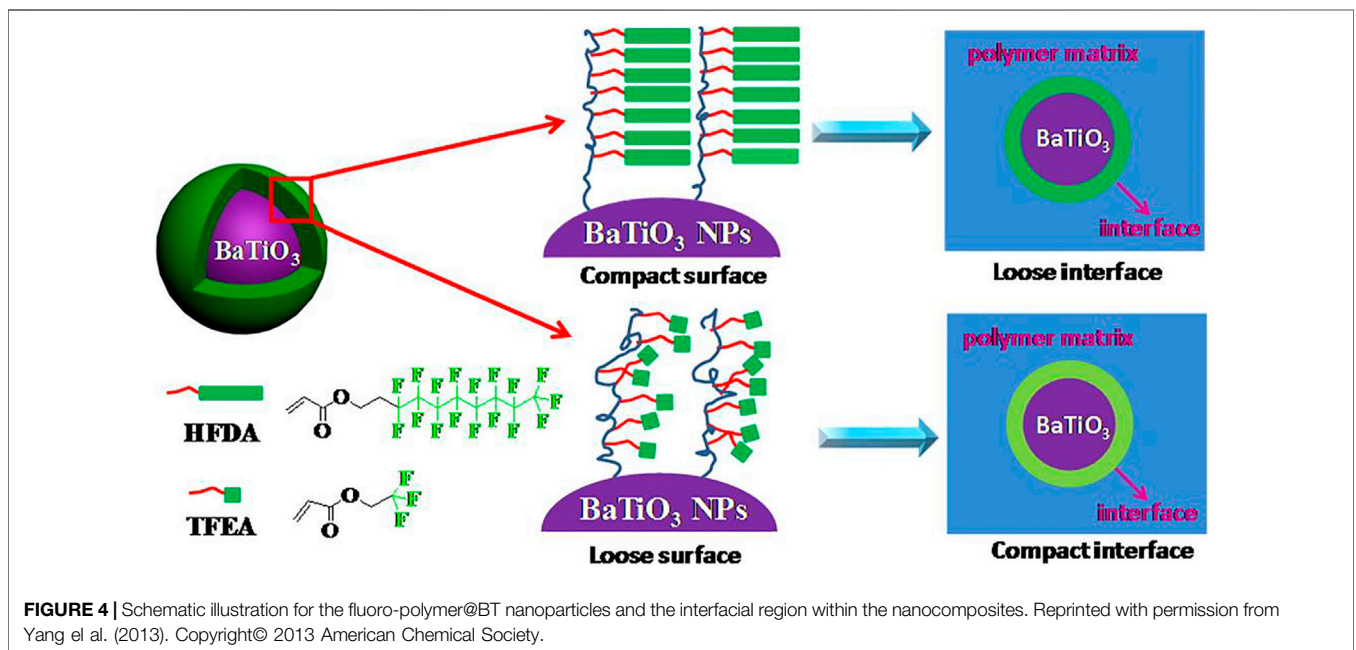 polymer matrix
BaTiO₃
interface
BaTiO₃ NPs
Compact surface
Loose interface
BaTiO₃
HFDA
O
O
F F F F
F F F F
F
F
F F F
F F F F
TFEA
O
O
F
F
F
BaTiO₃ NPs
Loose surface
polymer matrix
BaTiO₃
interface
Compact interface
FIGURE 4 | Schematic illustration for the fluoro-polymer@BT nanoparticles and the interfacial region within the nanocomposites. Reprinted with permission from
Yang el al. (2013). Copyright© 2013 American Chemical Society.